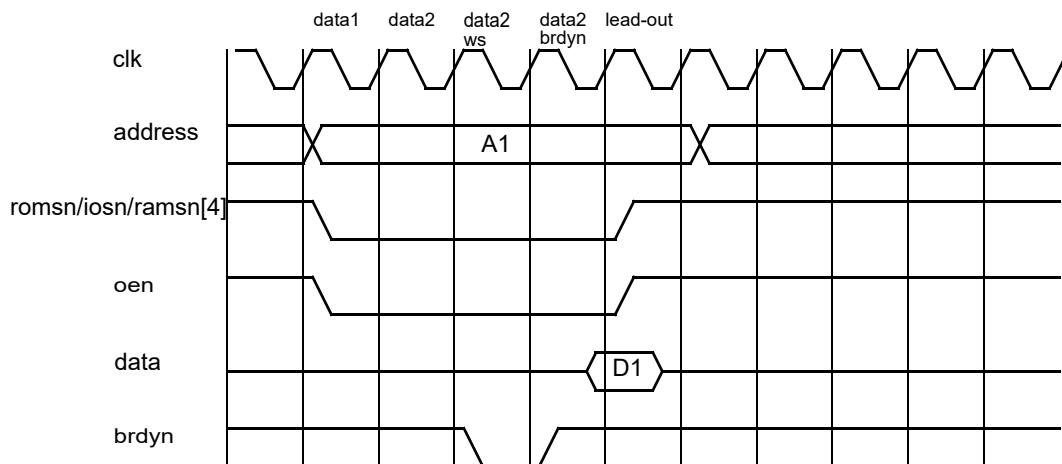 data1 data2 data2 data2 lead-out
ws brdyn
clk
address A1
romsn/iosn/ramsn[4]
oen
data D1
brdyn